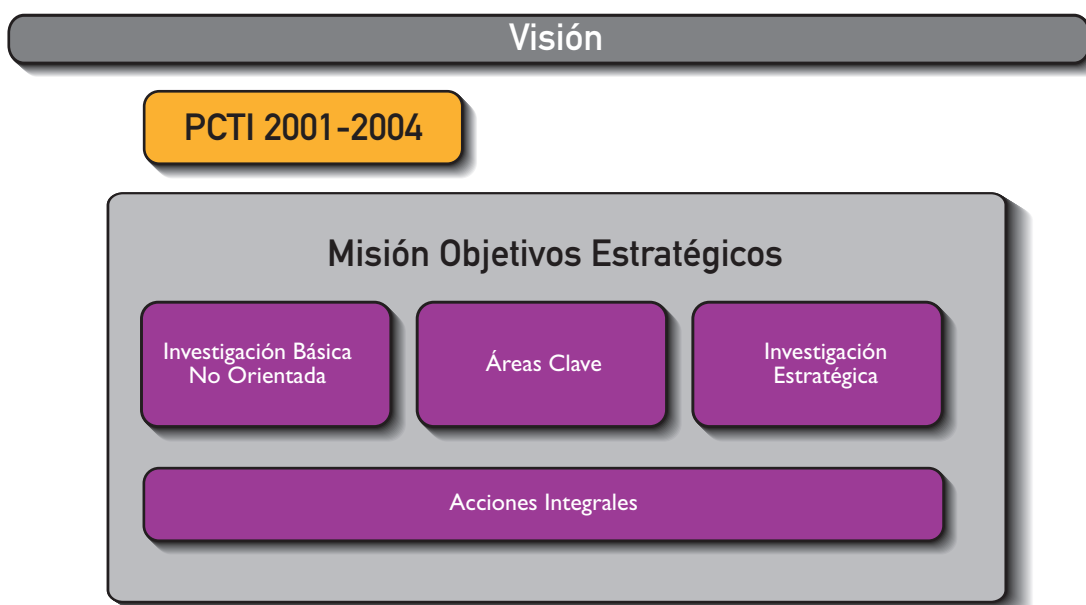 Visión
PCTI 2001-2004
Misión Objetivos Estratégicos
Investigación Básica
No Orientada
Áreas Clave
Investigación
Estratégica
Acciones Integrales